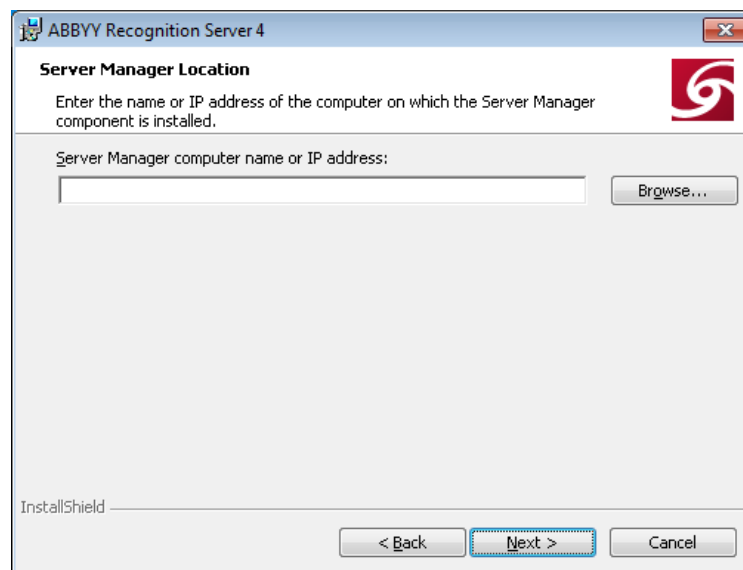 ABBYY Recognition Server 4
Server Manager Location
Enter the name or IP address of the computer on which the Server Manager
component is installed.
Server Manager computer name or IP address:
Browse...
InstallShield
< Back
Next >
Cancel